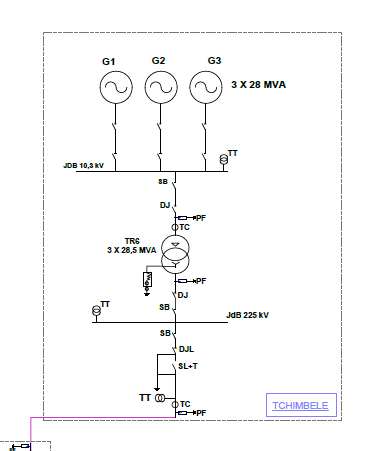 G1 G2 G3
3 X 28 MVA
TT
JDB 10,3 kV
SB
DJ
PF
TC
TR6
3 X 28,5 MVA
PF
DJ
TT
SB
JdB 225 kV
SB
DJL
SL+T
TT
TC
PF
TCHIMBELE